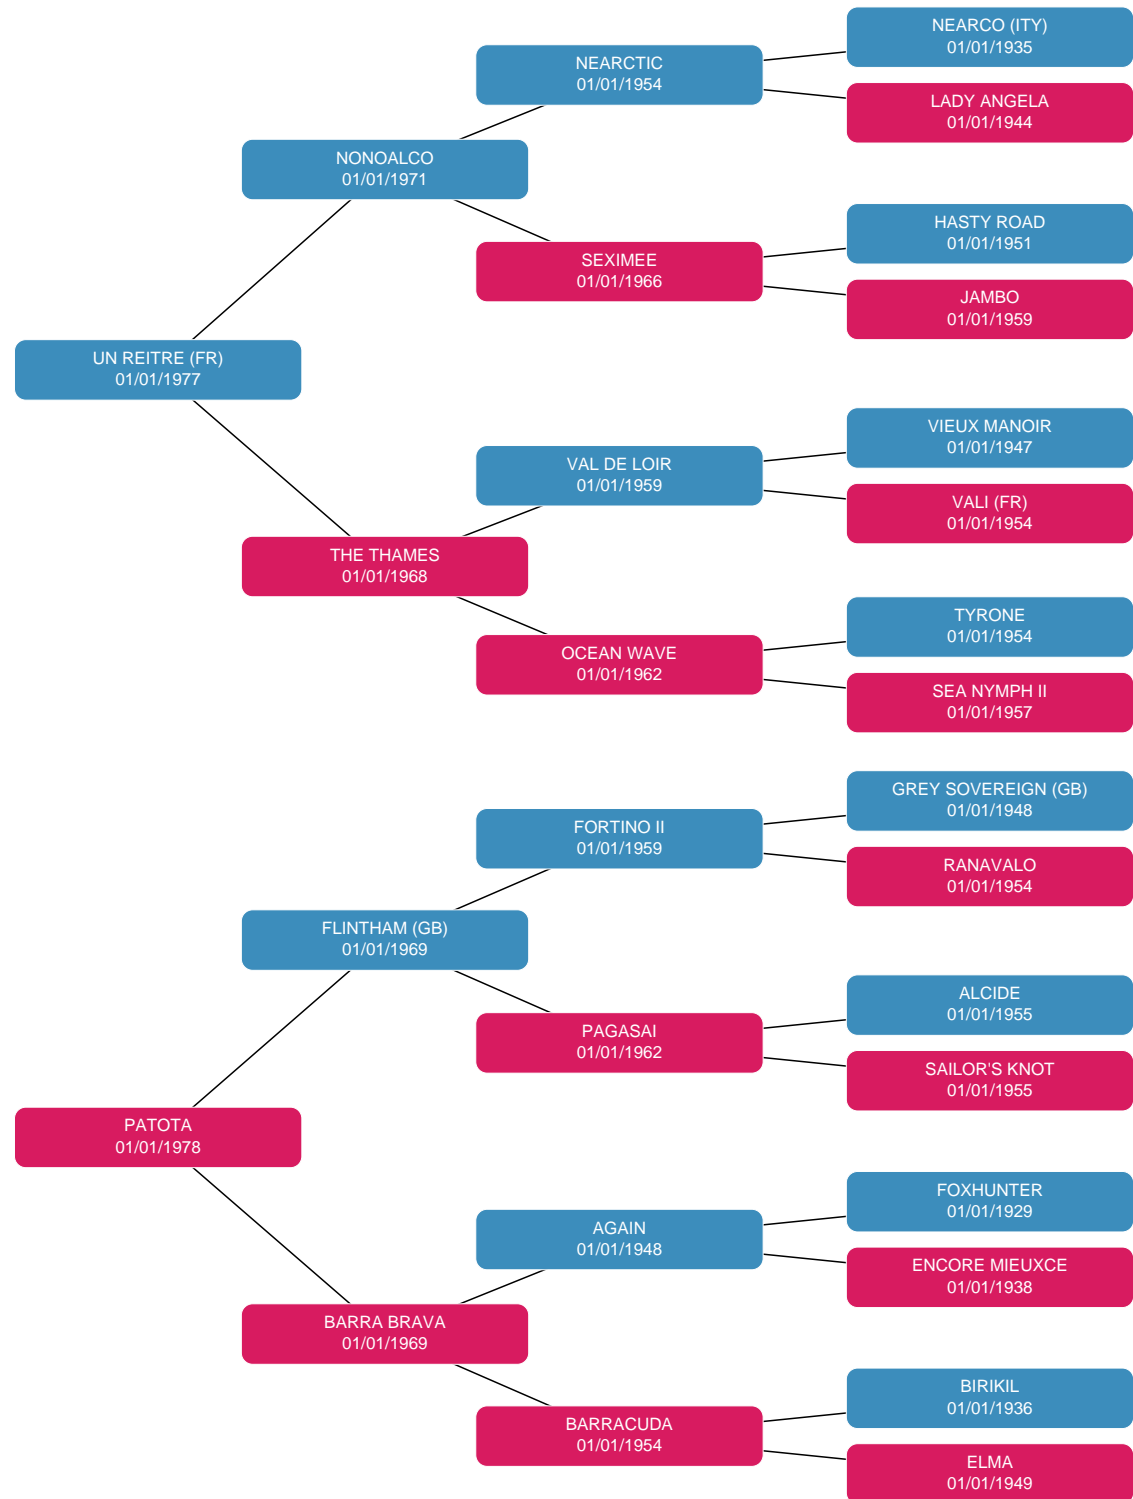 NEARCO (ITY)
01/01/1935
NEARCTIC
01/01/1954
LADY ANGELA
01/01/1944
NONOALCO
01/01/1971
HASTY ROAD
01/01/1951
SEXIMEE
01/01/1966
JAMBO
01/01/1959
UN REITRE (FR)
01/01/1977
VIEUX MANOIR
01/01/1947
VAL DE LOIR
01/01/1959
VALI (FR)
01/01/1954
THE THAMES
01/01/1968
TYRONE
01/01/1954
OCEAN WAVE
01/01/1962
SEA NYMPH II
01/01/1957
GREY SOVEREIGN (GB)
01/01/1948
FORTINO II
01/01/1959
RANAVALO
01/01/1954
FLINTHAM (GB)
01/01/1969
ALCIDE
01/01/1955
PAGASAI
01/01/1962
SAILOR'S KNOT
01/01/1955
PATOTA
01/01/1978
FOXHUNTER
01/01/1929
AGAIN
01/01/1948
ENCORE MIEUXCE
01/01/1938
BARRA BRAVA
01/01/1969
BIRIKIL
01/01/1936
BARRACUDA
01/01/1954
ELMA
01/01/1949